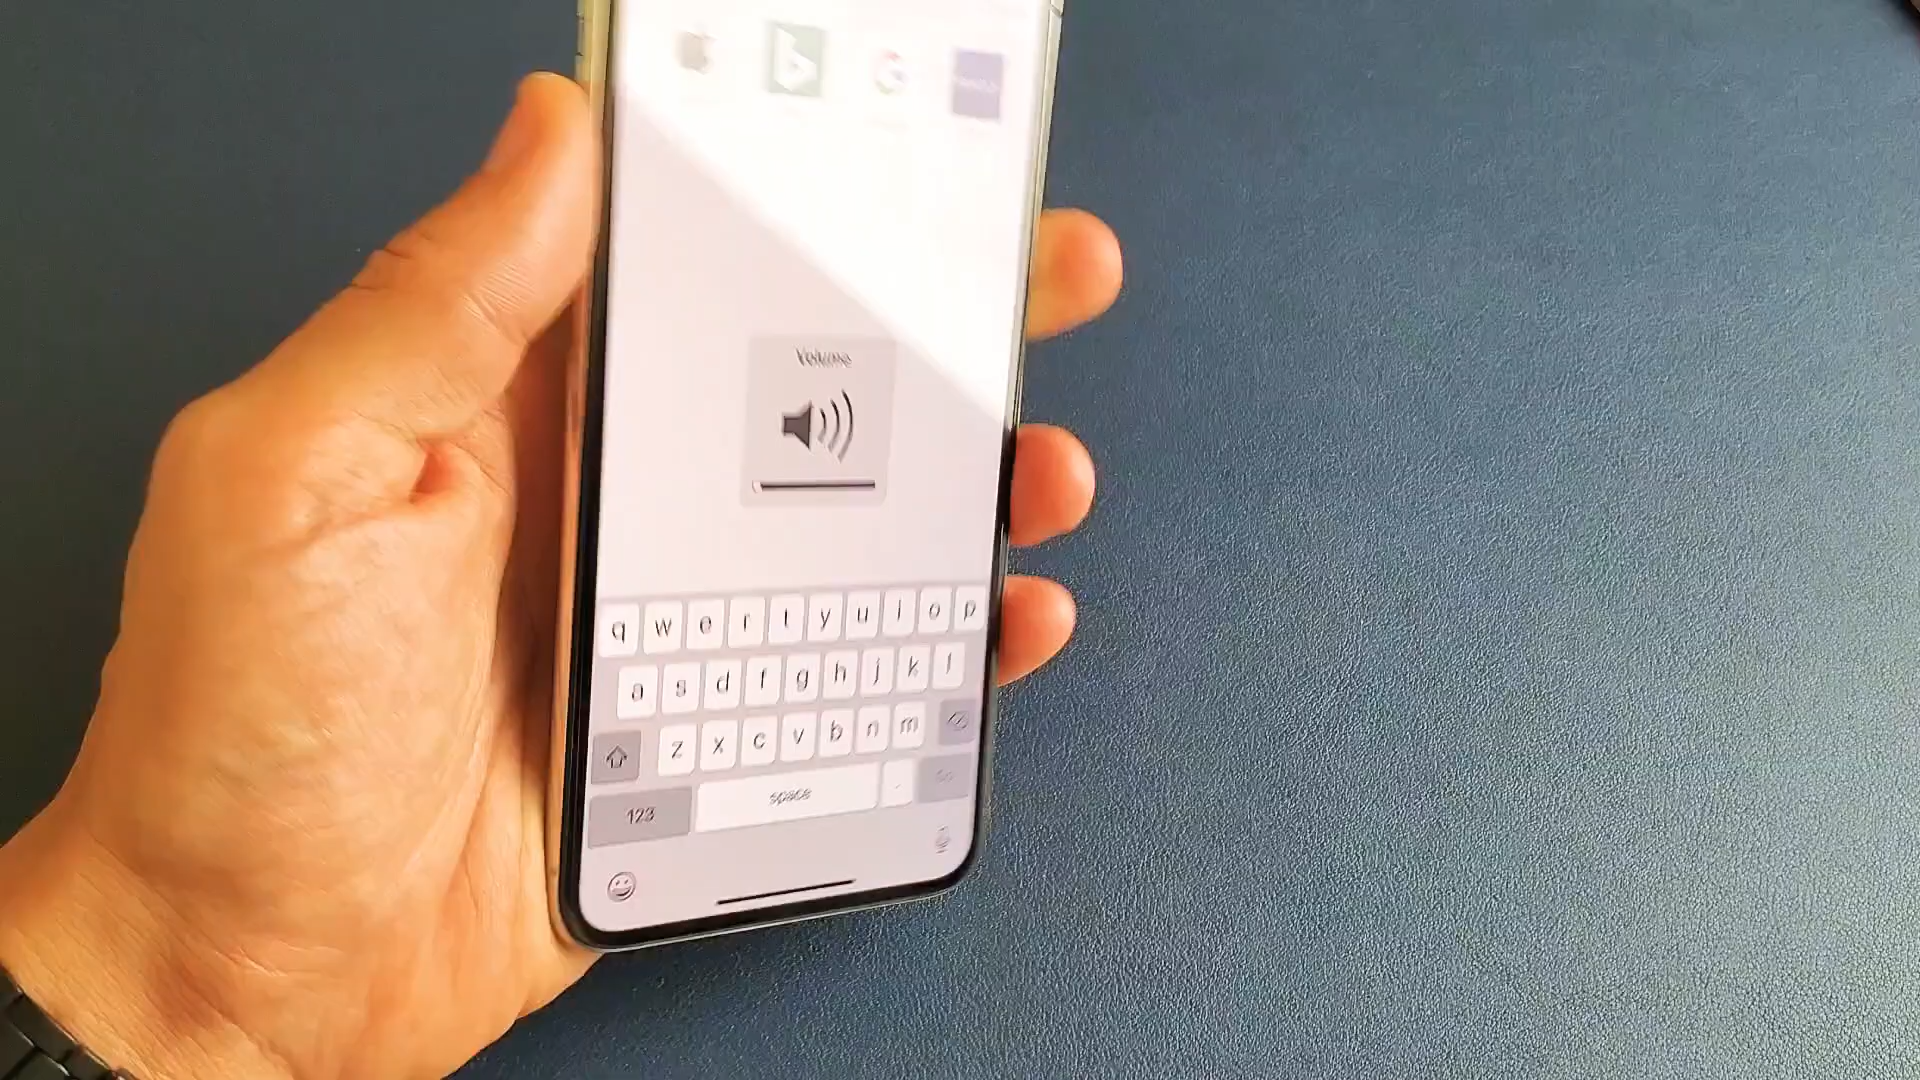 Volume
q w e r t y u i o p
a s d f g h j k l
z x c v b n m
123 space .